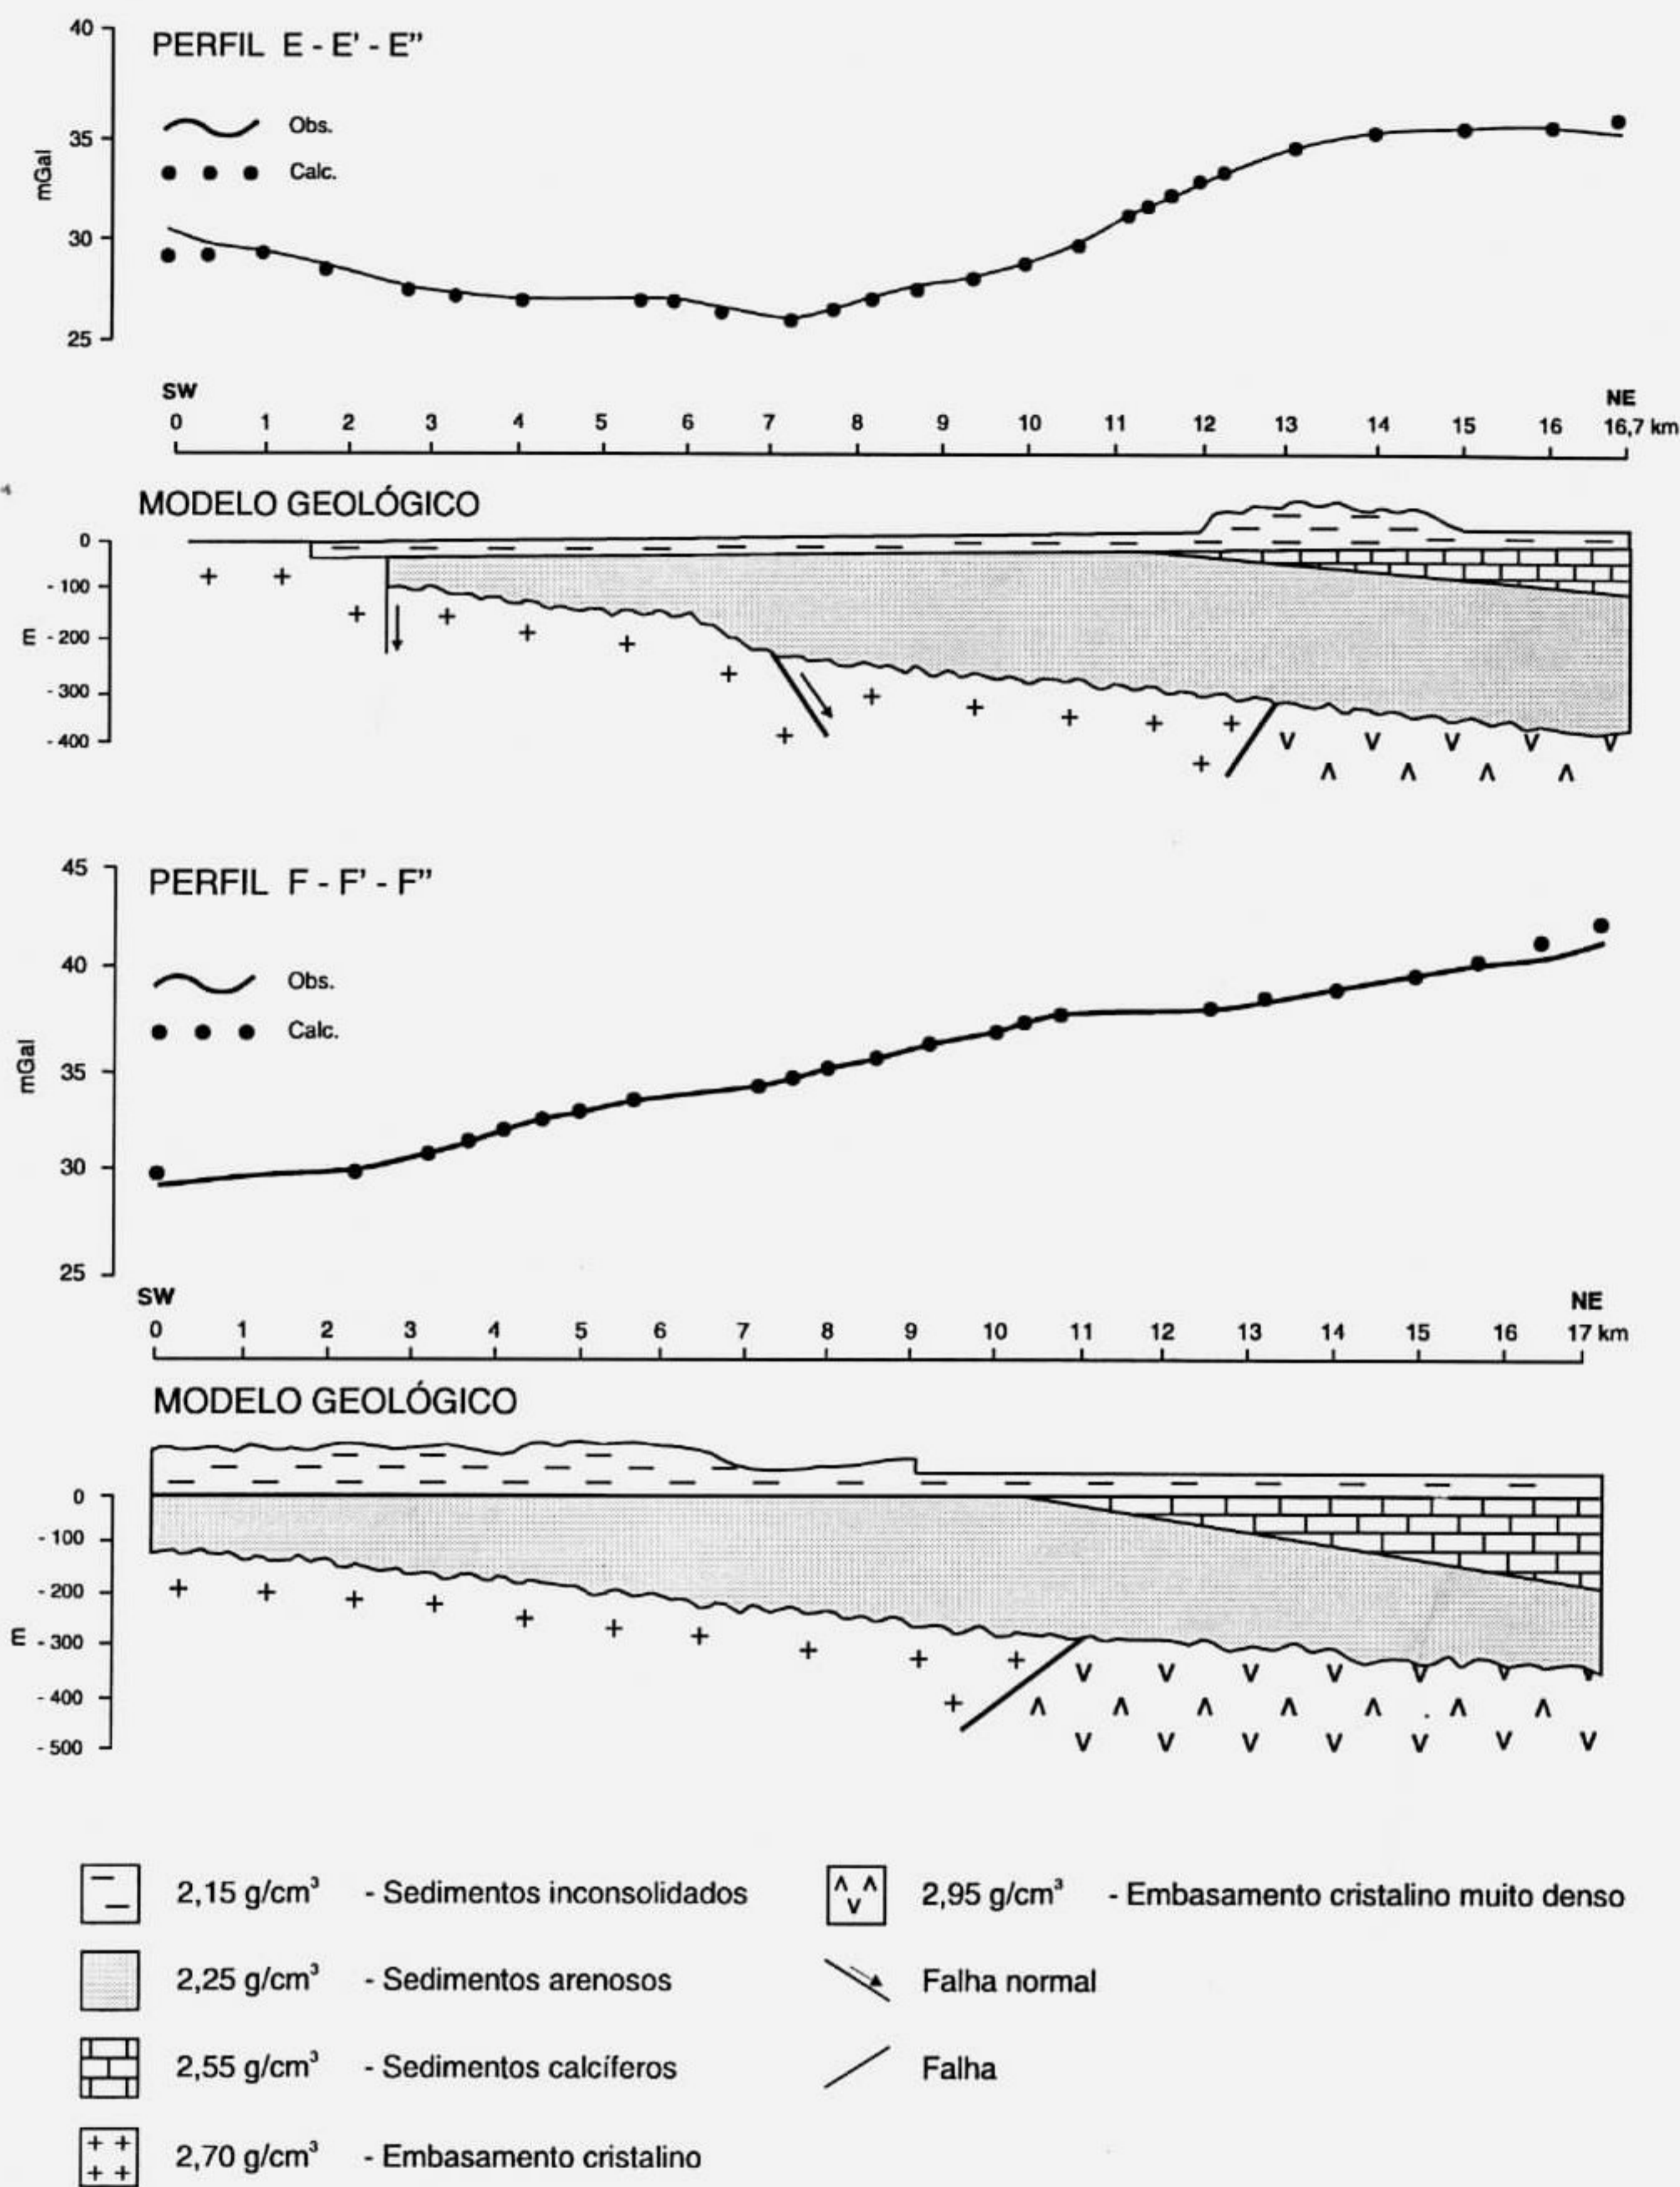 40
PERFIL E - E' - E"
Obs.
35
mGal
Calc.
30
25
SW
NE
0 1 2 3 4 5 6 7 8 9 10 11 12 13 14 15 16 16,7 km
MODELO GEOLÓGICO
0
- 100
m - 200
- 300
- 400
45
PERFIL F - F' - F"
40
Obs.
Calc.
mGal
35
30
25
SW
NE
0 1 2 3 4 5 6 7 8 9 10 11 12 13 14 15 16 17 km
MODELO GEOLÓGICO
0
- 100
- 200
m - 300
- 400
- 500
2,15 g/cm³ - Sedimentos inconsolidados
2,95 g/cm³ - Embasamento cristalino muito denso
2,25 g/cm³ - Sedimentos arenosos
Falha normal
2,55 g/cm³ - Sedimentos calcíferos
Falha
2,70 g/cm³ - Embasamento cristalino